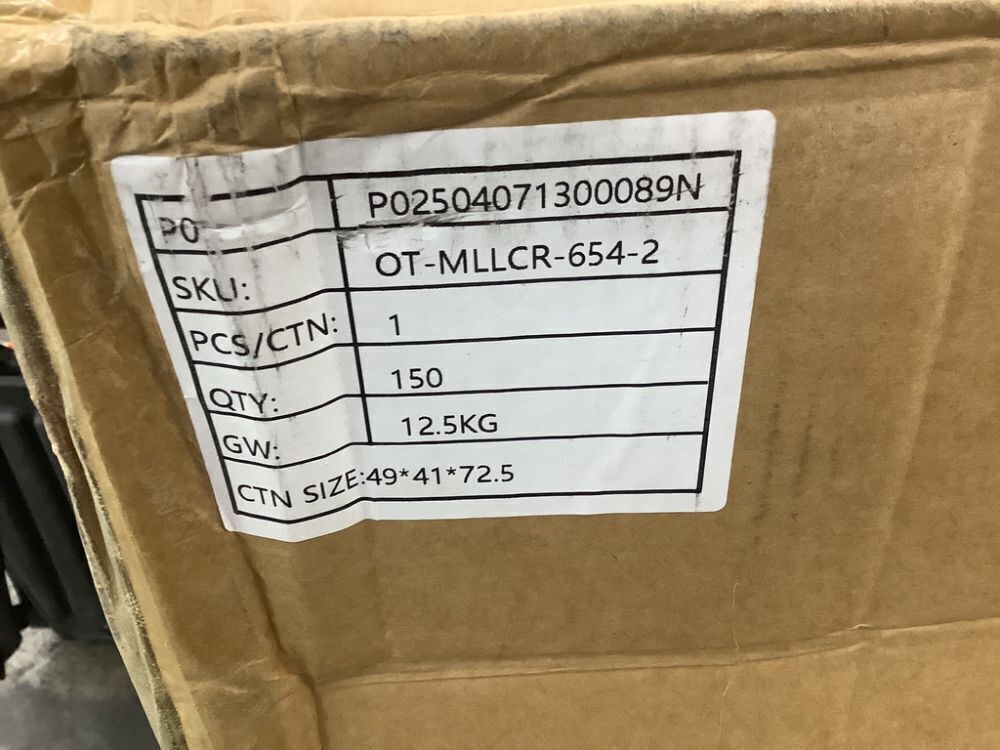 PO P02504071300089N
SKU: OT-MLLCR-654-2
PCS/CTN: 1
QTY: 150
GW: 12.5KG
CTN SIZE:49*41*72.5